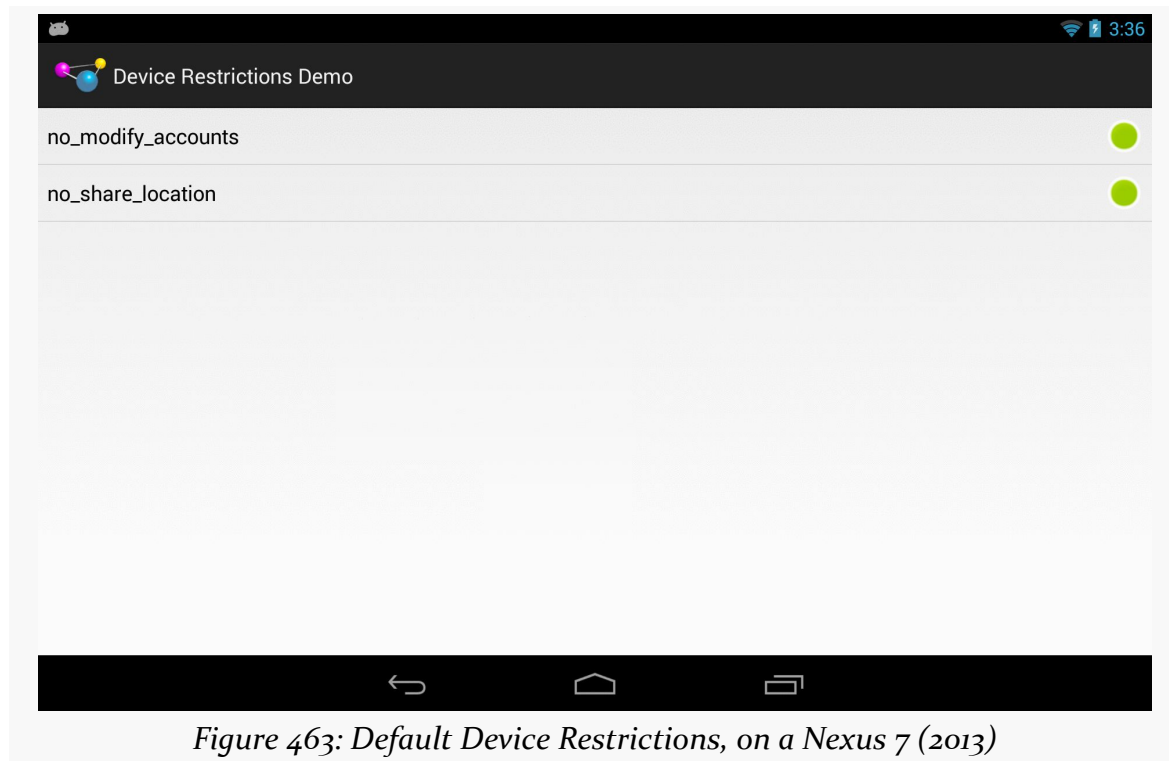 3:36
Device Restrictions Demo
no_modify_accounts
no_share_location
Figure 463: Default Device Restrictions, on a Nexus 7 (2013)